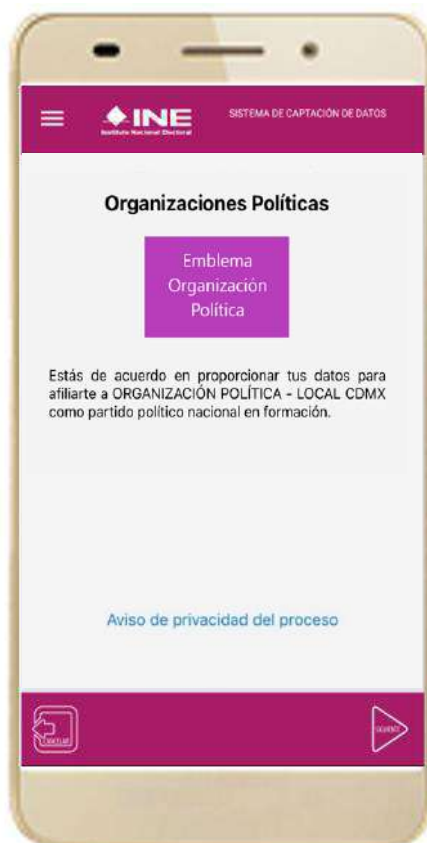 INE
Instituto Nacional Electoral
SISTEMA DE CAPTACIÓN DE DATOS
Organizaciones Políticas
Emblema
Organización
Política
Estás de acuerdo en proporcionar tus datos para
afiliarte a ORGANIZACIÓN POLÍTICA - LOCAL CDMX
como partido político nacional en formación.
Aviso de privacidad del proceso
CANCELAR
SIGUIENTE